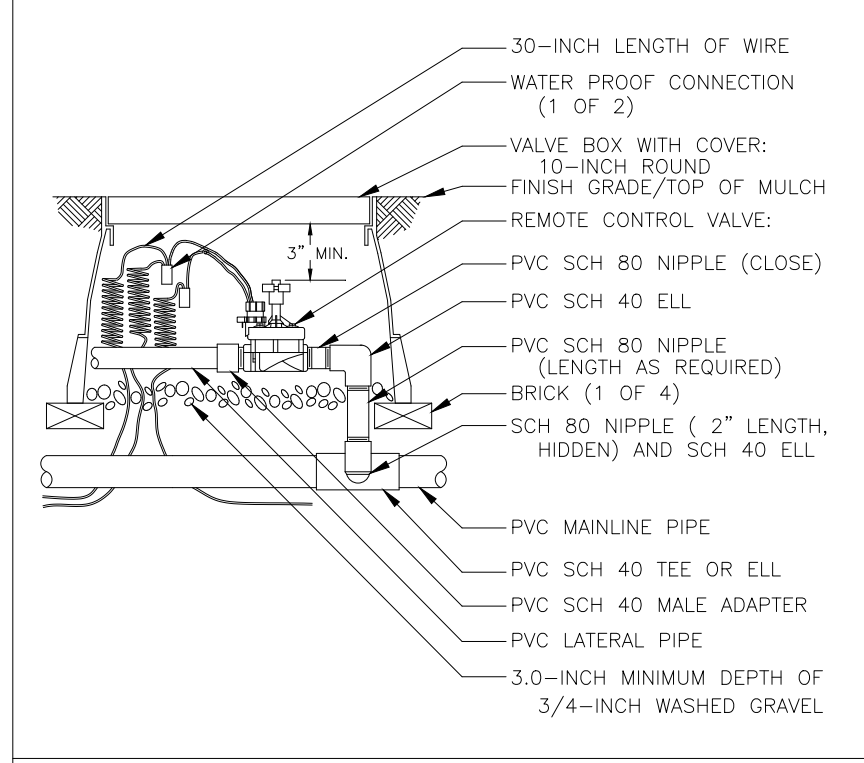 30-INCH LENGTH OF WIRE
WATER PROOF CONNECTION
(1 OF 2)
VALVE BOX WITH COVER:
10-INCH ROUND
FINISH GRADE/TOP OF MULCH
REMOTE CONTROL VALVE:
3" MIN.
PVC SCH 80 NIPPLE (CLOSE)
PVC SCH 40 ELL
PVC SCH 80 NIPPLE
(LENGTH AS REQUIRED)
BRICK (1 OF 4)
SCH 80 NIPPLE ( 2" LENGTH,
HIDDEN) AND SCH 40 ELL
PVC MAINLINE PIPE
PVC SCH 40 TEE OR ELL
PVC SCH 40 MALE ADAPTER
PVC LATERAL PIPE
3.0-INCH MINIMUM DEPTH OF
3/4-INCH WASHED GRAVEL